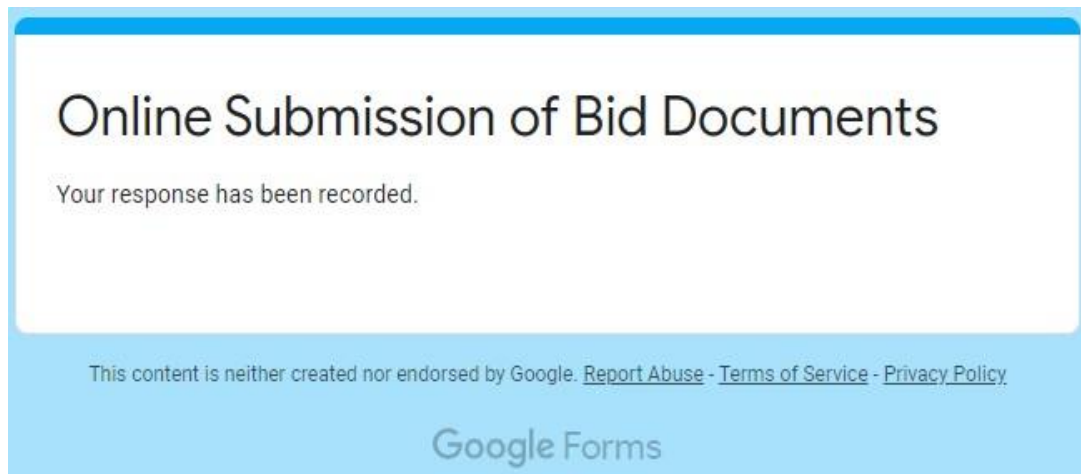 Online Submission of Bid Documents
Your response has been recorded.
This content is neither created nor endorsed by Google. Report Abuse - Terms of Service - Privacy Policy
Google Forms